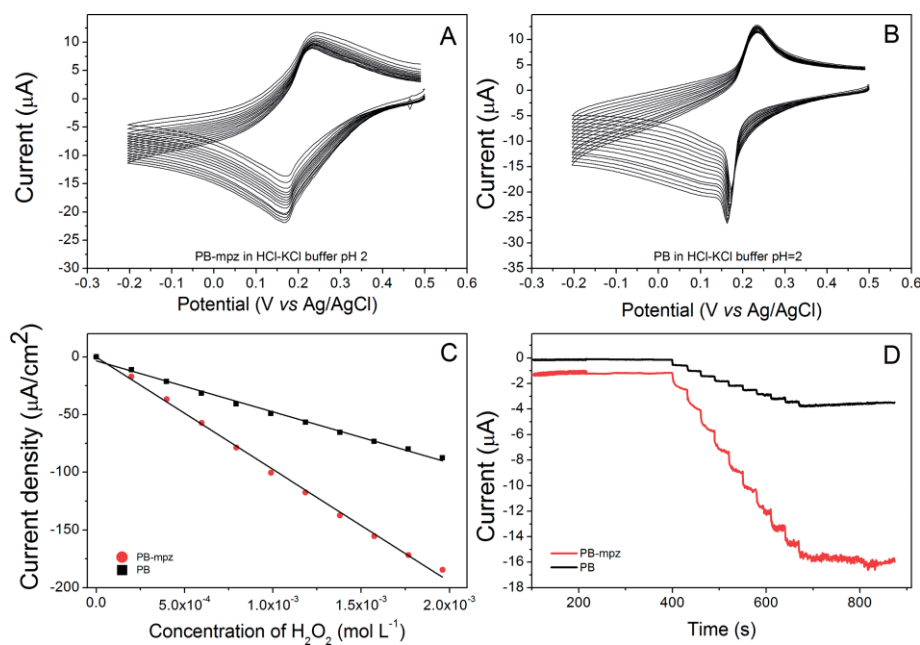 A
Current (μA)
10
5
0
-5
-10
-15
-20
-25
-30
PB-mpz in HCl-KCl buffer pH 2
-0.3 -0.2 -0.1 0.0 0.1 0.2 0.3 0.4 0.5 0.6
Potential (V vs Ag/AgCl)
B
Current (μA)
10
5
0
-5
-10
-15
-20
-25
-30
-35
PB in HCl-KCl buffer pH=2
-0.3 -0.2 -0.1 0.0 0.1 0.2 0.3 0.4 0.5 0.6
Potential (V vs Ag/AgCl)
C
Current density (μA/cm²)
0
-50
-100
-150
-200
PB-mpz
PB
0.0 5.0x10⁻⁴ 1.0x10⁻³ 1.5x10⁻³ 2.0x10⁻³
Concentration of H₂O₂ (mol L⁻¹)
D
Current (μA)
0
-2
-4
-6
-8
-10
-12
-14
-16
-18
PB-mpz
PB
200 400 600 800
Time (s)